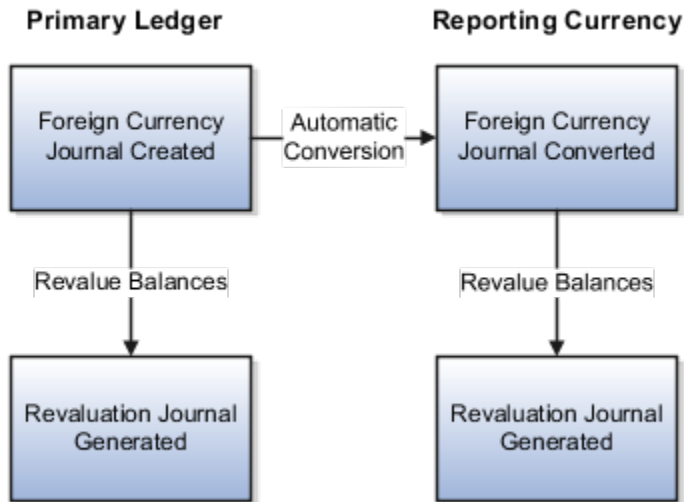 Primary Ledger
Reporting Currency
Foreign Currency
Journal Created
Automatic
Conversion
Foreign Currency
Journal Converted
Revalue Balances
Revalue Balances
Revaluation Journal
Generated
Revaluation Journal
Generated